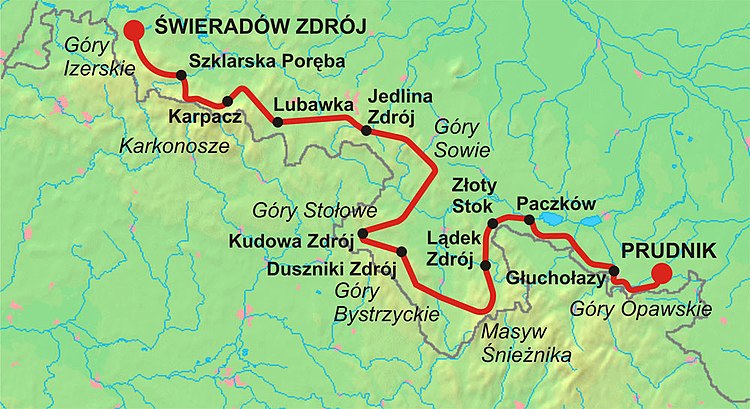 ŚWIERADÓW ZDRÓJ
Góry
Izerskie
Szklarska Poręba
Karpacz
Lubawka
Jedlina
Zdrój
Karkonosze
Góry
Sowie
Góry Stołowe
Złoty
Stok
Paczków
Kudowa Zdrój
Lądek
Zdrój
PRUDNIK
Duszniki Zdrój
Głuchołazy
Góry
Bystrzyckie
Góry Opawskie
Masyw
Śnieżnika